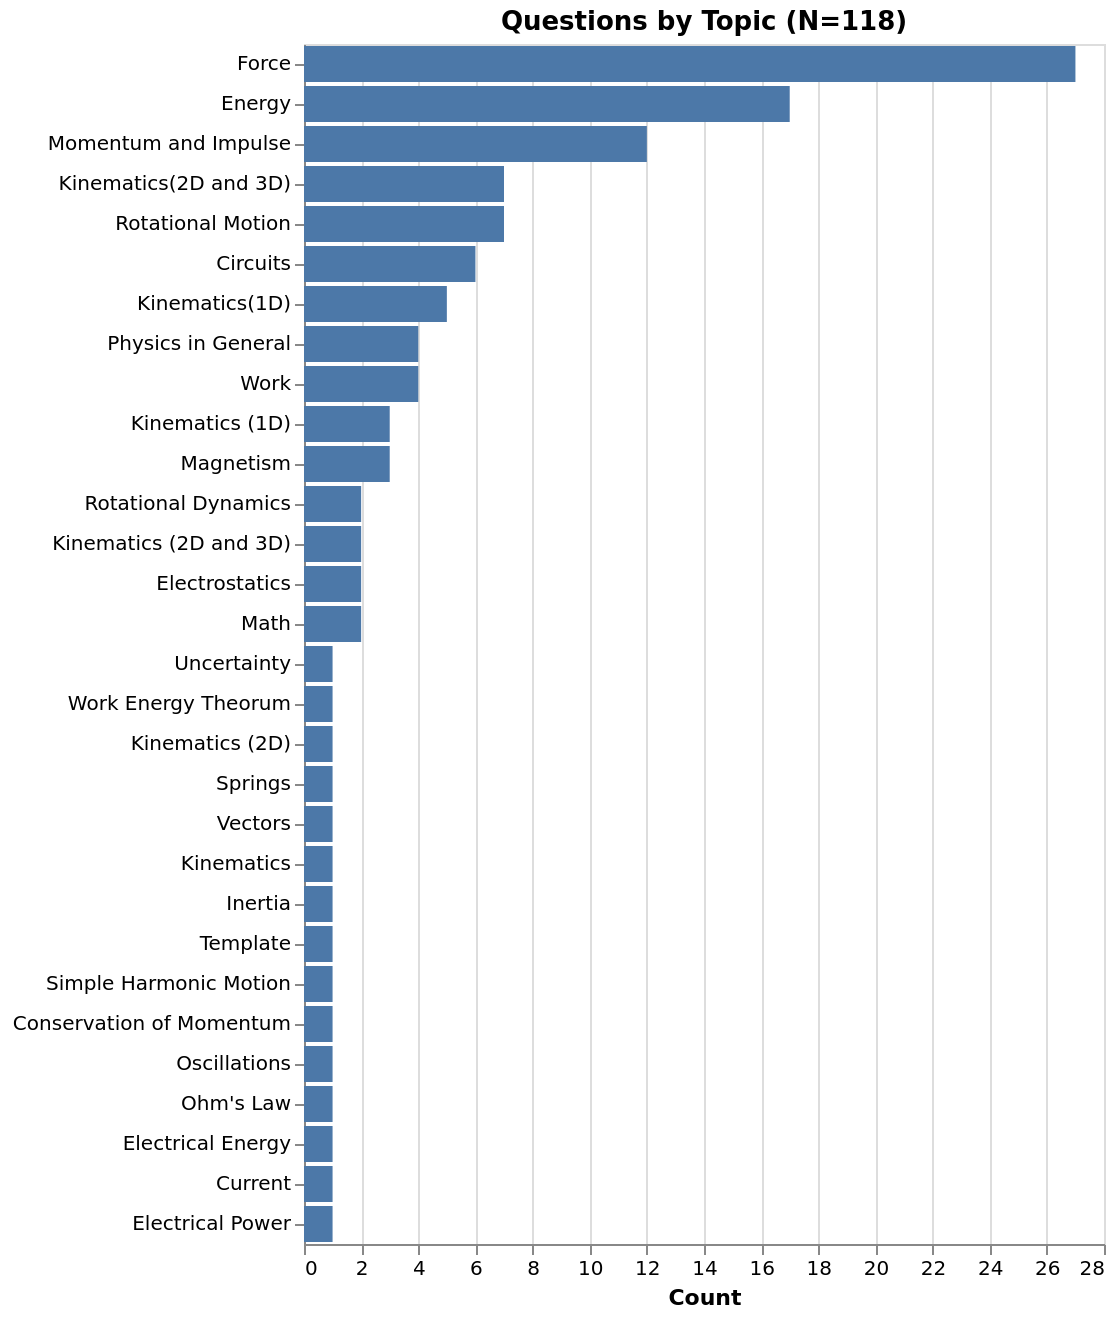 Questions by Topic (N=118)
Force
Energy
Momentum and Impulse
Kinematics(2D and 3D)
Rotational Motion
Circuits
Kinematics(1D)
Physics in General
Work
Kinematics (1D)
Magnetism
Rotational Dynamics
Kinematics (2D and 3D)
Electrostatics
Math
Uncertainty
Work Energy Theorum
Kinematics (2D)
Springs
Vectors
Kinematics
Inertia
Template
Simple Harmonic Motion
Conservation of Momentum
Oscillations
Ohm's Law
Electrical Energy
Current
Electrical Power
0 2 4 6 8 10 12 14 16 18 20 22 24 26 28
Count